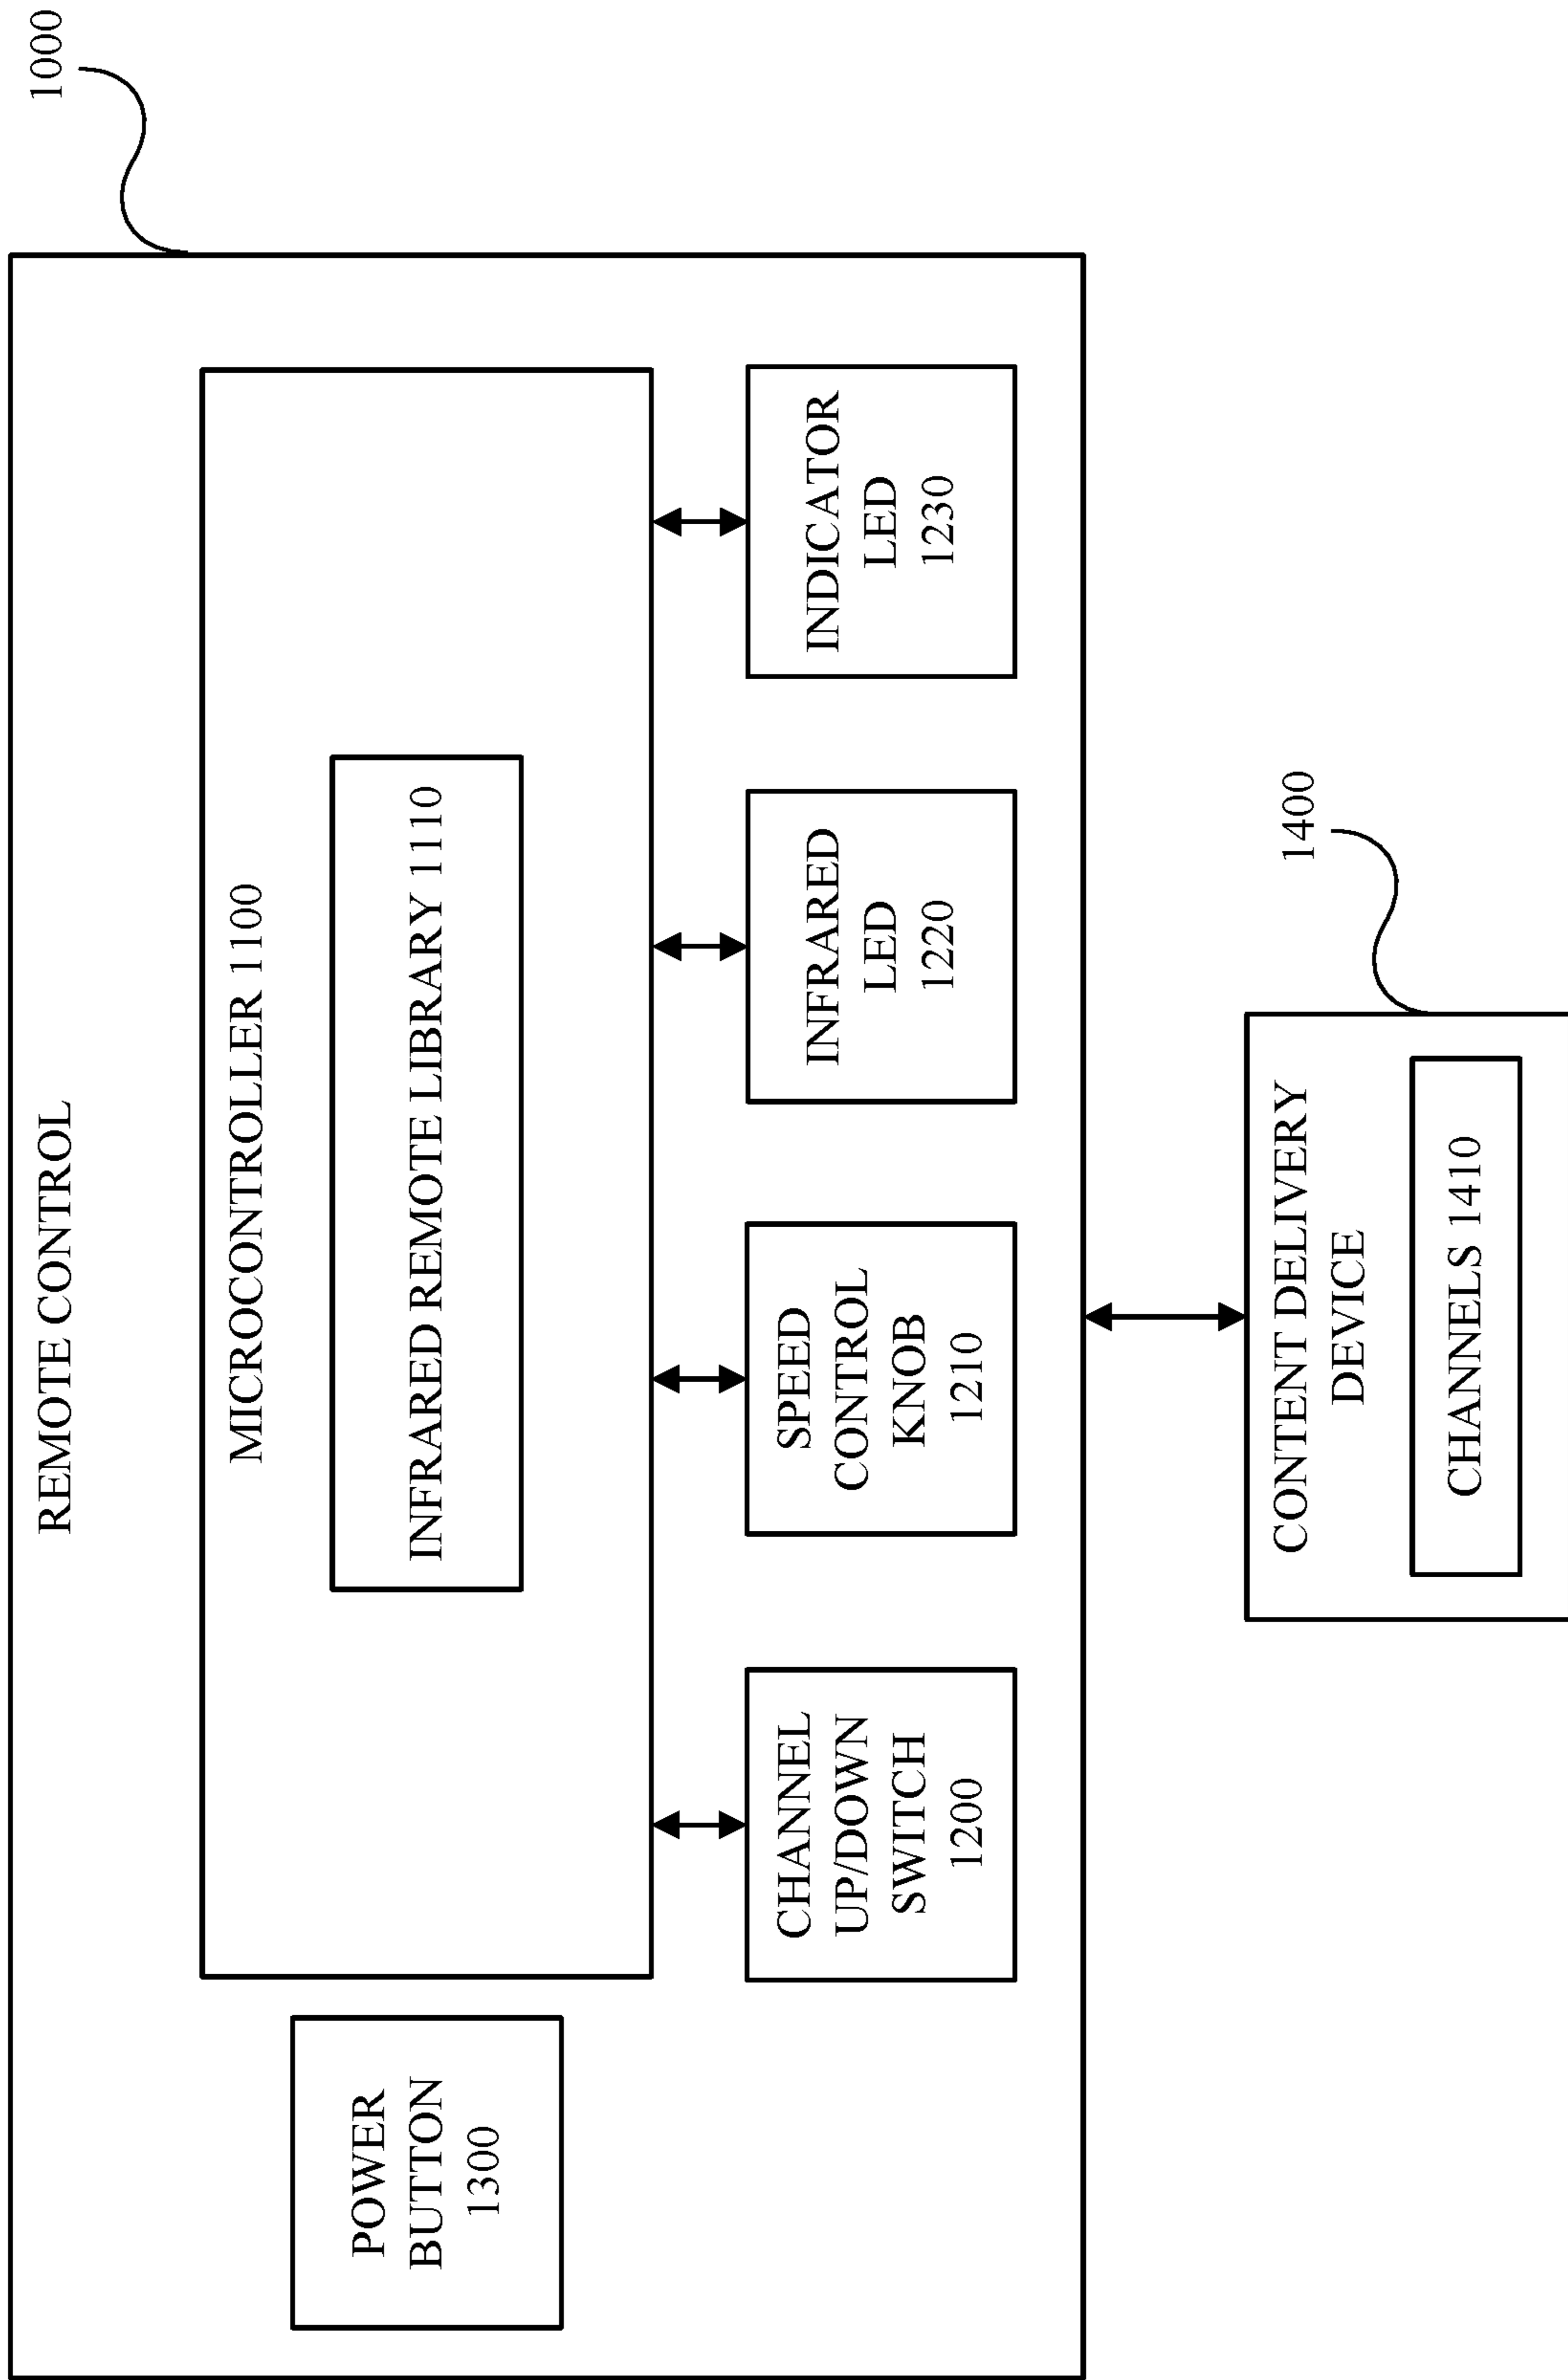 1000
REMOTE CONTROL
MICROCONTROLLER 1100
INFRARED REMOTE LIBRARY 1110
POWER
BUTTON
1300
CHANNEL
UP/DOWN
SWITCH
1200
SPEED
CONTROL
KNOB
1210
INFRARED
LED
1220
INDICATOR
LED
1230
1400
CONTENT DELIVERY
DEVICE
CHANNELS 1410